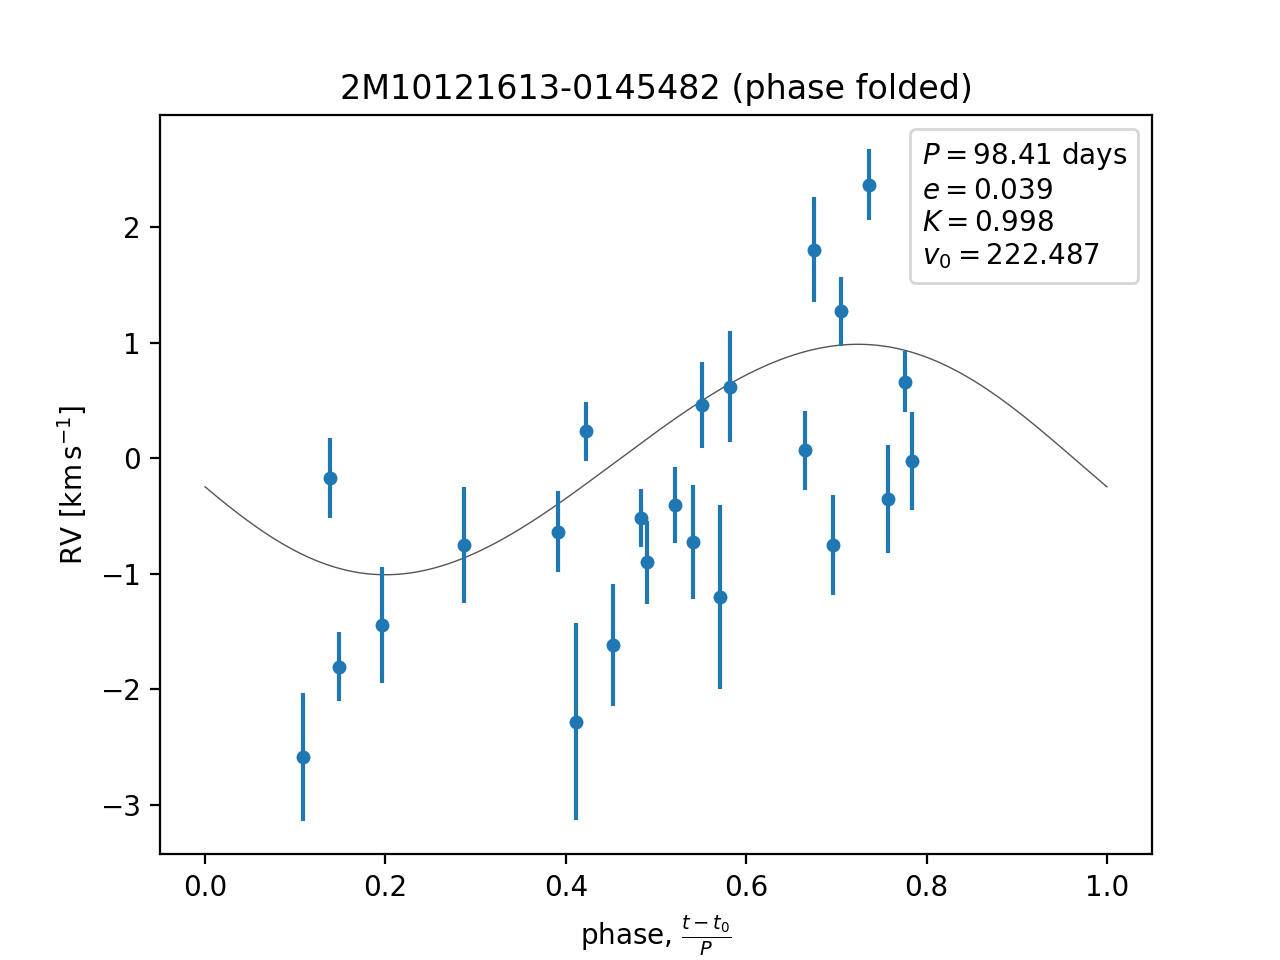 2M10121613-0145482 (phase folded)
P = 98.41 days
e = 0.039
K = 0.998
v₀ = 222.487
RV [km s⁻¹]
2
1
0
−1
−2
−3
0.0 0.2 0.4 0.6 0.8 1.0
phase, (t − t₀)/P